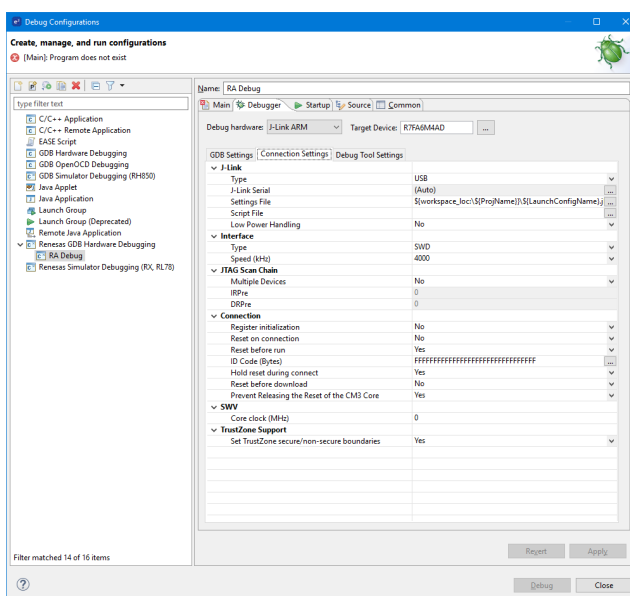 Debug Configurations
Create, manage, and run configurations
[Main]: Program does not exist
Name: RA Debug
type filter text
Main Debugger Startup Source Common
C/C++ Application
C/C++ Remote Application
EASE Script
GDB Hardware Debugging
GDB OpenOCD Debugging
GDB Simulator Debugging (RH850)
Java Applet
Java Application
Launch Group
Launch Group (Deprecated)
Remote Java Application
Renesas GDB Hardware Debugging
RA Debug
Renesas Simulator Debugging (RX, RL78)
Debug hardware: J-Link ARM Target Device: R7FA6M4AD ...
GDB Settings Connection Settings Debug Tool Settings
J-Link
Type USB
J-Link Serial (Auto) ...
Settings File ${workspace_loc:\${ProjName}}\${LaunchConfigName}.j ...
Script File ...
Low Power Handling No
Interface
Type SWD
Speed (kHz) 4000
JTAG Scan Chain
Multiple Devices No
IRPre 0
DRPre 0
Connection
Register initialization No
Reset on connection No
Reset before run Yes
ID Code (Bytes) FFFFFFFFFFFFFFFFFFFFFFFFFFFFFFFF ...
Hold reset during connect Yes
Reset before download No
Prevent Releasing the Reset of the CM3 Core Yes
SWV
Core clock (MHz) 0
TrustZone Support
Set TrustZone secure/non-secure boundaries Yes
Filter matched 14 of 16 items
Revert Apply
? Debug Close